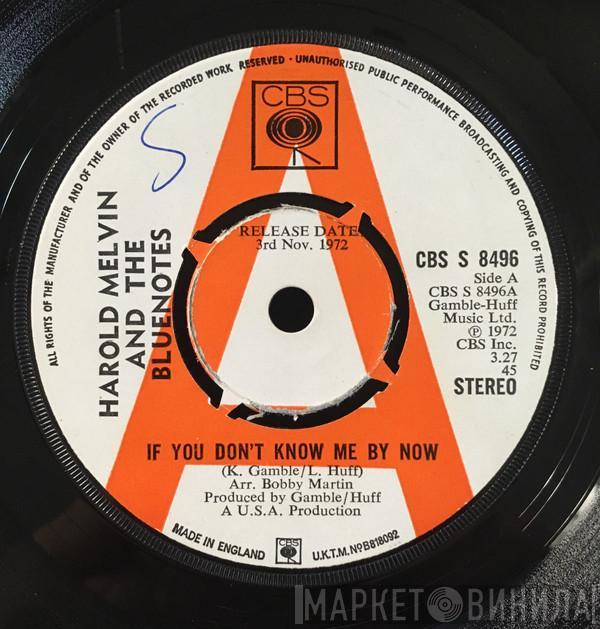 ALL RIGHTS OF THE MANUFACTURER AND OF THE OWNER OF THE RECORDED WORK RESERVED · UNAUTHORISED PUBLIC PERFORMANCE BROADCASTING AND COPYING OF THIS RECORD PROHIBITED
CBS
S
HAROLD MELVIN
AND THE
BLUENOTES
RELEASE DATE
3rd Nov. 1972
CBS S 8496
Side A
CBS S 8496A
Gamble-Huff
Music Ltd.
℗ 1972
CBS Inc.
3.27
45
STEREO
IF YOU DON'T KNOW ME BY NOW
(K. Gamble/L. Huff)
Arr. Bobby Martin
Produced by Gamble/Huff
A U.S.A. Production
MADE IN ENGLAND
CBS
U.K.T.M. NoB818092
МАРКЕТ ВИНИЛА